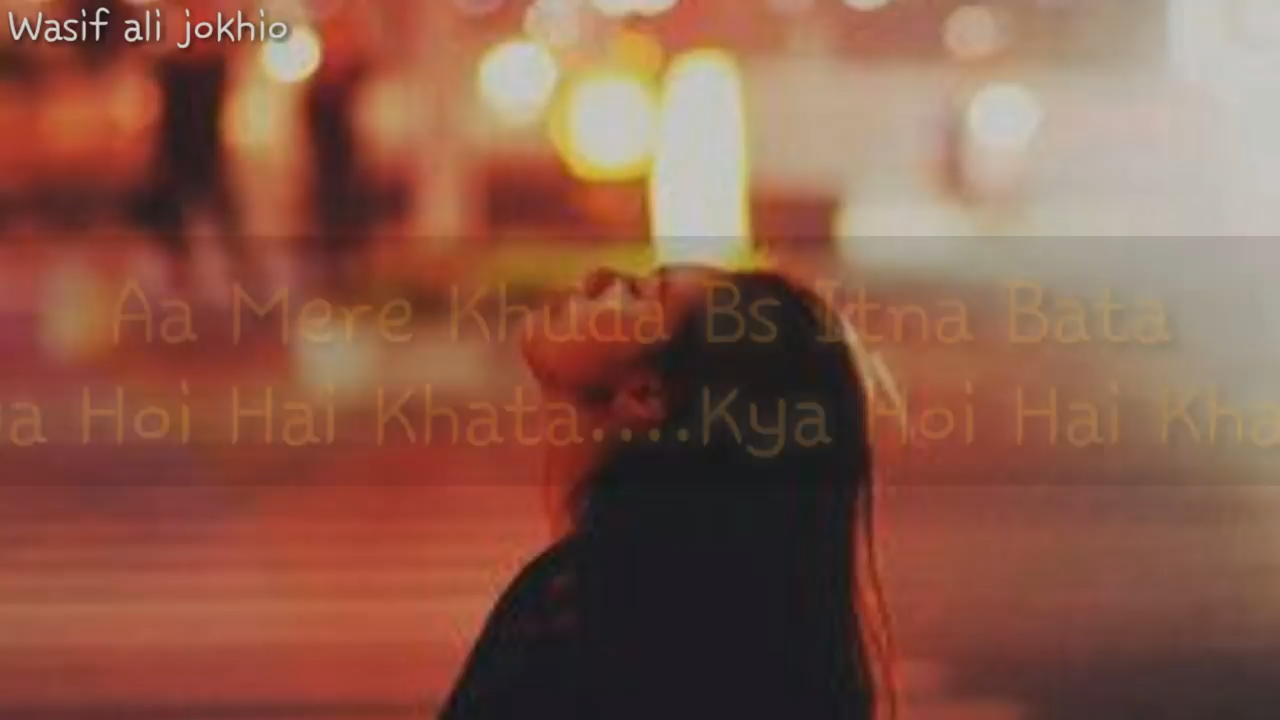 Wasif ali jokhio
Aa Mere Khuda Bs Itna Bata
Hoi Hai Khata....Kya Hoi Hai